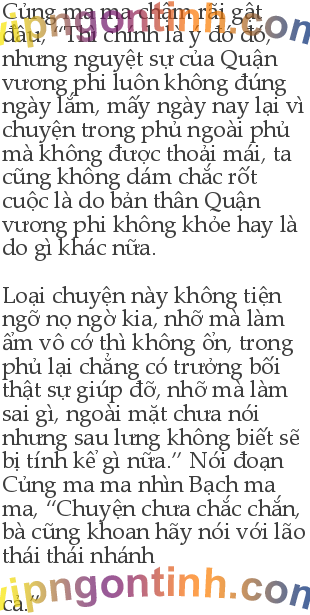 Củng ma ma chậm rãi gật
đầu, “Thì chính là ý đó đó,
nhưng nguyệt sự của Quận
vương phi luôn không đúng
ngày lắm, mấy ngày nay lại vì
chuyện trong phủ ngoài phủ
mà không được thoải mái, ta
cũng không dám chắc rốt
cuộc là do bản thân Quận
vương phi không khỏe hay là
do gì khác nữa.
Loại chuyện này không tiện
ngỡ nọ ngờ kia, nhỡ mà làm
ầm vô cớ thì không ổn, trong
phủ lại chẳng có trưởng bối
thật sự giúp đỡ, nhỡ mà làm
sai gì, ngoài mặt chưa nói
nhưng sau lưng không biết sẽ
bị tính kể gì nữa.” Nói đoạn
Củng ma ma nhìn Bạch ma
ma, “Chuyện chưa chắc chắn,
bà cũng khoan hãy nói với lão
thái thái nhánh
cả.”
vipngontinh.com
vipngontinh.com